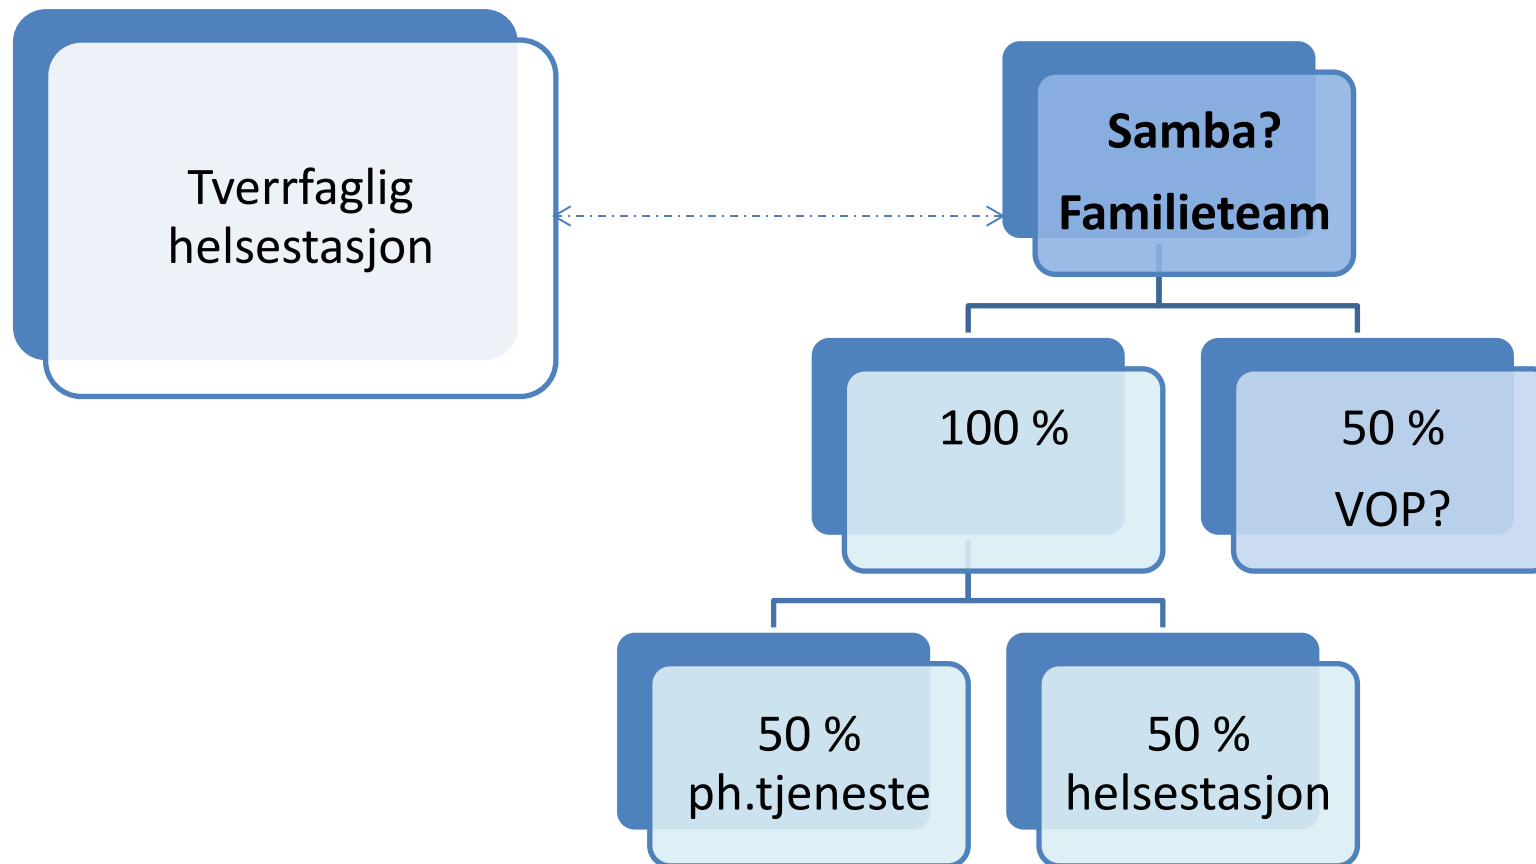 Tverrfaglig
helsestasjon
Samba?
Familieteam
100 %
50 %
VOP?
50 %
ph.tjeneste
50 %
helsestasjon